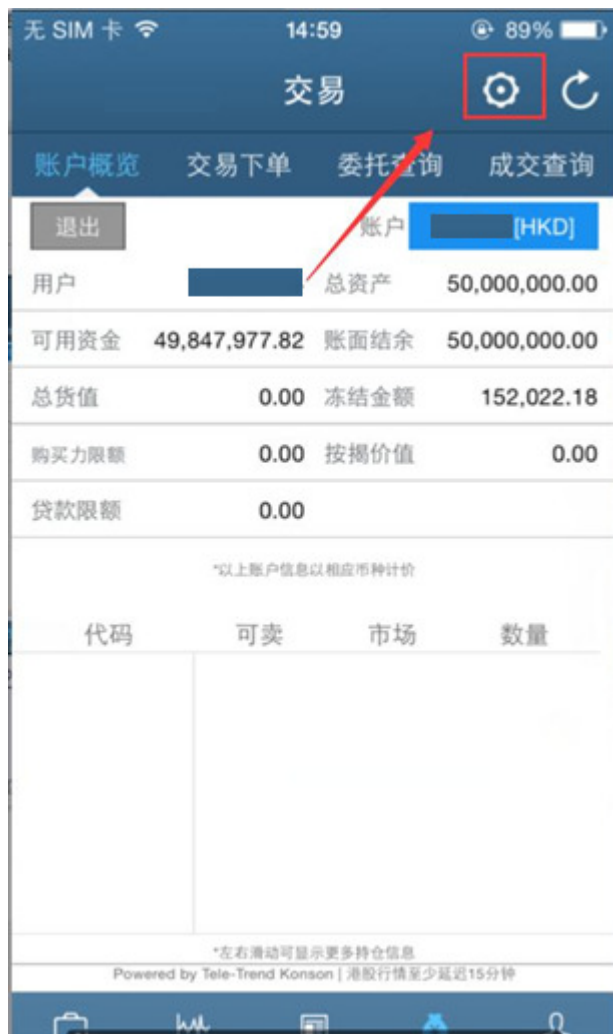 无 SIM 卡 14:59 89%
交易
账户概览 交易下单 委托查询 成交查询
退出 账户 [HKD]
用户 总资产 50,000,000.00
可用资金 49,847,977.82 账面结余 50,000,000.00
总货值 0.00 冻结金额 152,022.18
购买力限额 0.00 按揭价值 0.00
贷款限额 0.00
*以上账户信息以相应币种计价
代码 可卖 市场 数量
*左右滑动可显示更多持仓信息
Powered by Tele-Trend Konson | 港股行情至少延迟15分钟